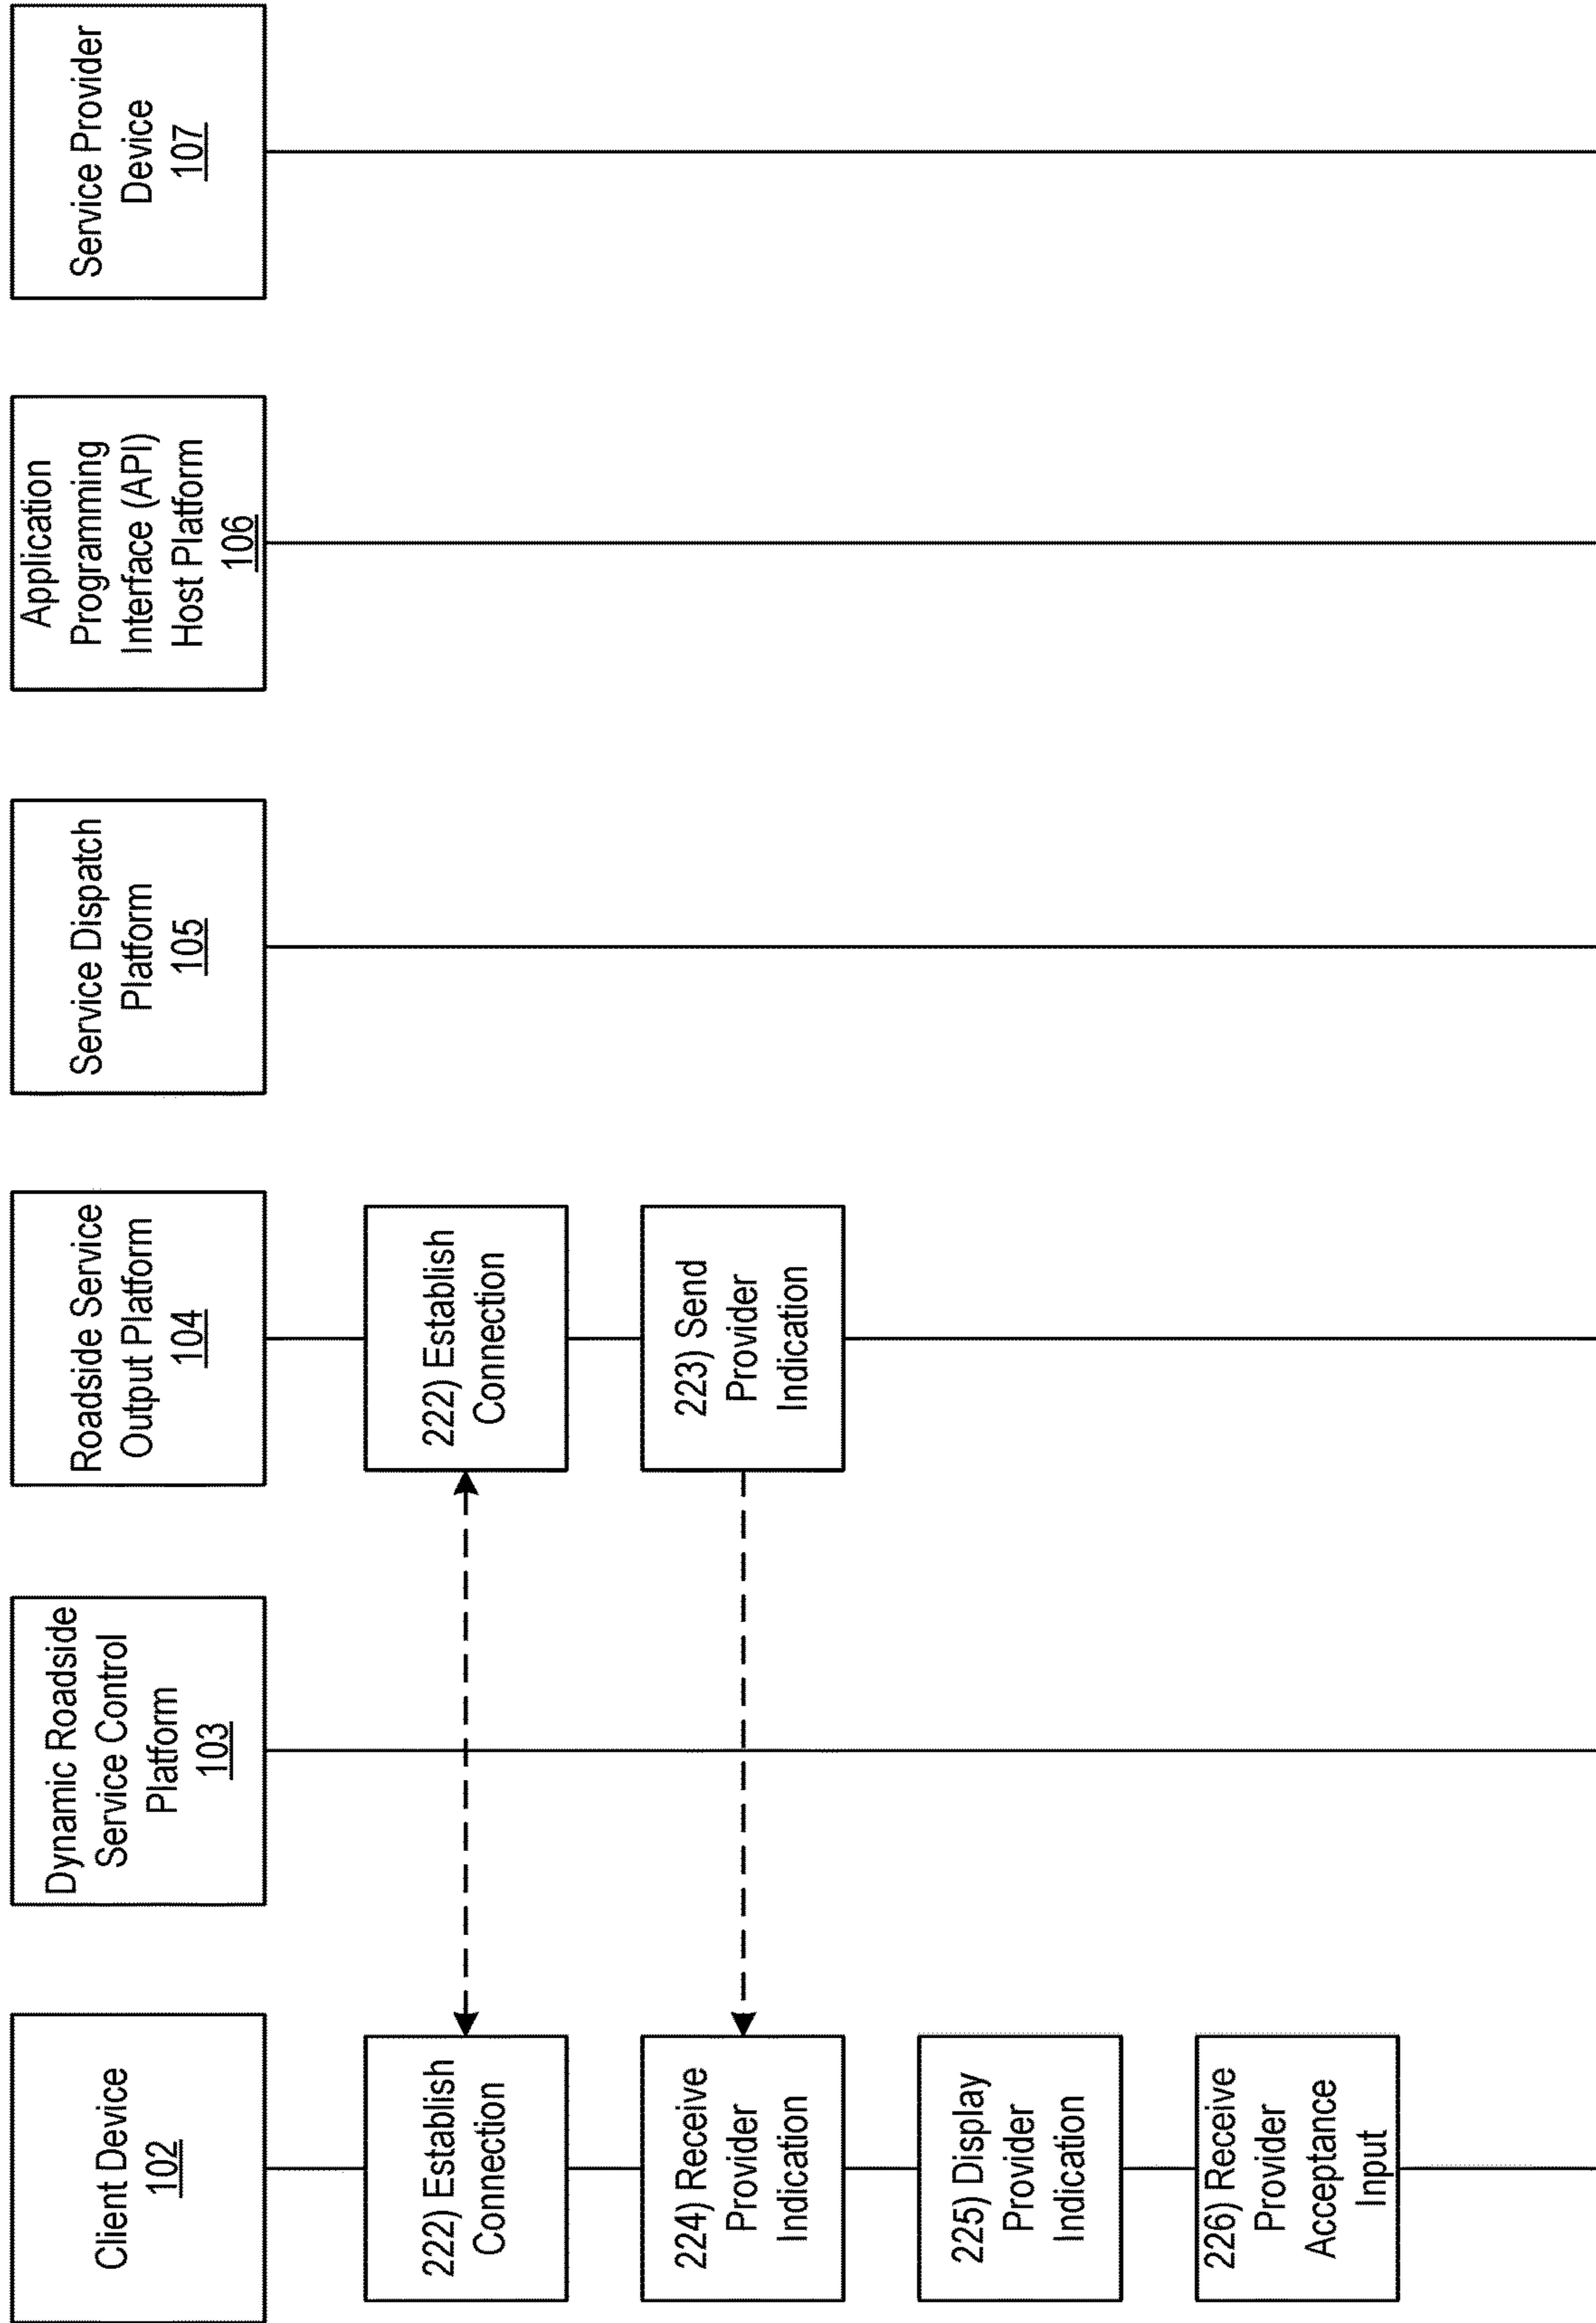 Client Device
102
Dynamic Roadside
Service Control
Platform
103
Roadside Service
Output Platform
104
Service Dispatch
Platform
105
Application
Programming
Interface (API)
Host Platform
106
Service Provider
Device
107
222) Establish
Connection
222) Establish
Connection
224) Receive
Provider
Indication
223) Send
Provider
Indication
225) Display
Provider
Indication
226) Receive
Provider
Acceptance
Input